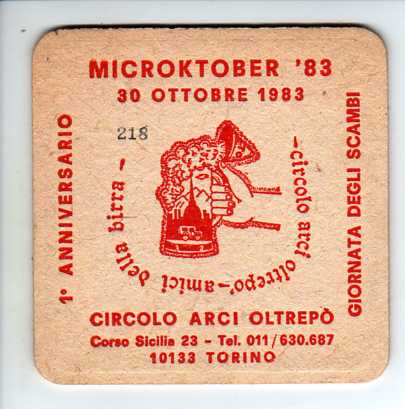 MICROKTOBER '83
30 OTTOBRE 1983
218
1° ANNIVERSARIO
GIORNATA DEGLI SCAMBI
-circolo arci oltrepo'-amici della birra-
CIRCOLO ARCI OLTREPÒ
Corso Sicilia 23 - Tel. 011/630.687
10133 TORINO